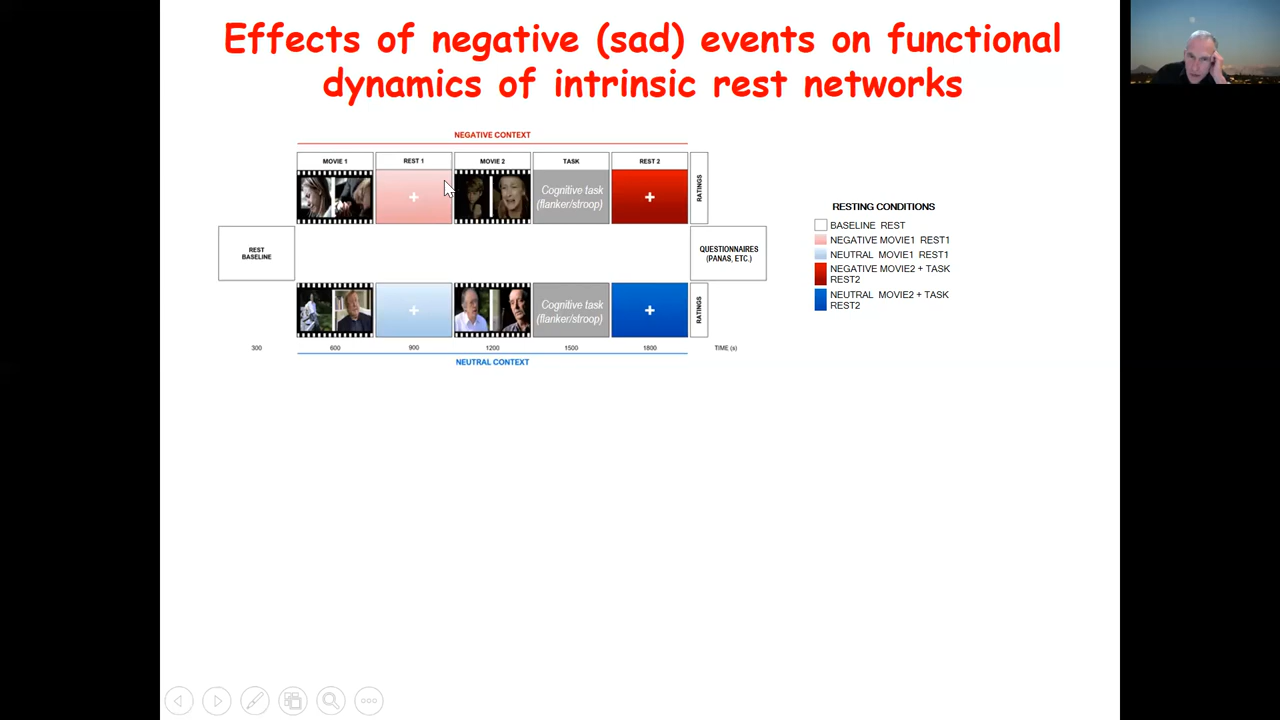 Effects of negative (sad) events on functional
dynamics of intrinsic rest networks
NEGATIVE CONTEXT
MOVIE 1 REST 1 MOVIE 2 TASK REST 2
Cognitive task
(flanker/stroop)
RATINGS
REST
BASELINE
QUESTIONNAIRES
(PANAS, ETC.)
Cognitive task
(flanker/stroop)
RATINGS
300 600 900 1200 1500 1800 TIME (s)
NEUTRAL CONTEXT
RESTING CONDITIONS
BASELINE REST
NEGATIVE MOVIE1 REST1
NEUTRAL MOVIE1 REST1
NEGATIVE MOVIE2 + TASK
REST2
NEUTRAL MOVIE2 + TASK
REST2